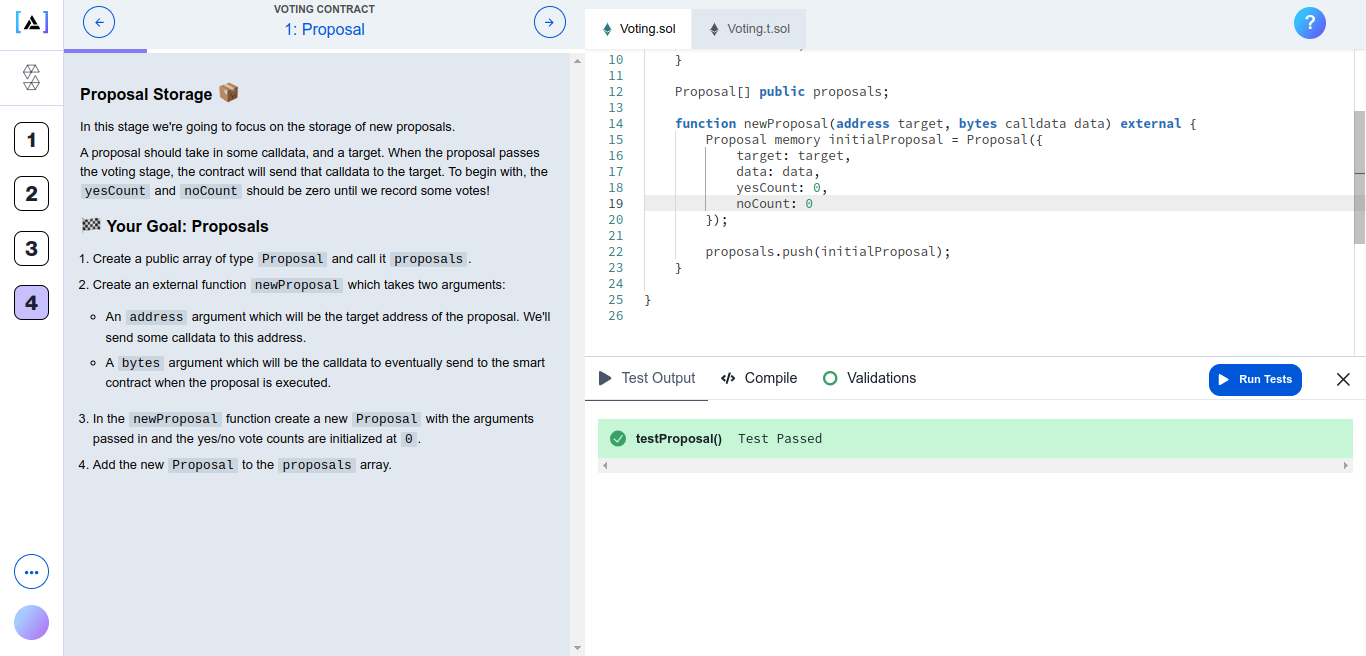 [A]
VOTING CONTRACT
1: Proposal
1
2
3
4
Proposal Storage
In this stage we're going to focus on the storage of new proposals.
A proposal should take in some calldata, and a target. When the proposal passes
the voting stage, the contract will send that calldata to the target. To begin with, the
yesCount and noCount should be zero until we record some votes!
Your Goal: Proposals
1. Create a public array of type Proposal and call it proposals.
2. Create an external function newProposal which takes two arguments:
An address argument which will be the target address of the proposal. We'll
send some calldata to this address.
A bytes argument which will be the calldata to eventually send to the smart
contract when the proposal is executed.
3. In the newProposal function create a new Proposal with the arguments
passed in and the yes/no vote counts are initialized at 0.
4. Add the new Proposal to the proposals array.
Voting.sol
Voting.t.sol
?
10 }
11
12 Proposal[] public proposals;
13
14 function newProposal(address target, bytes calldata data) external {
15 Proposal memory initialProposal = Proposal({
16 target: target,
17 data: data,
18 yesCount: 0,
19 noCount: 0
20 });
21
22 proposals.push(initialProposal);
23 }
24
25 }
26
Test Output
</> Compile
Validations
Run Tests
testProposal() Test Passed